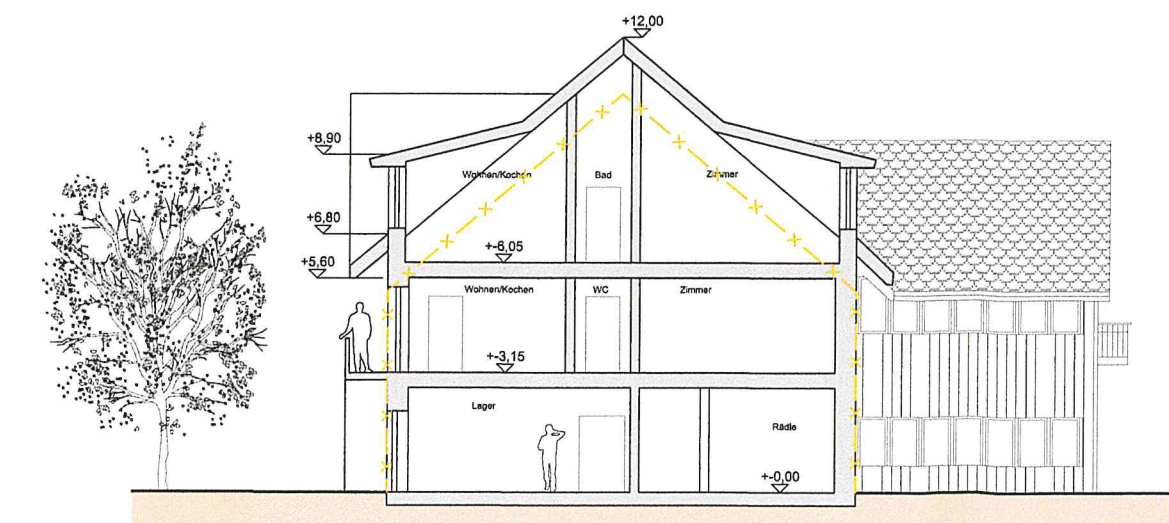 +12,00
+8,90
Wohnen/Kochen
Bad
Zimmer
+6,80
+-6,05
+5,60
Wohnen/Kochen
WC
Zimmer
+-3,15
Lager
Rädle
+-0,00